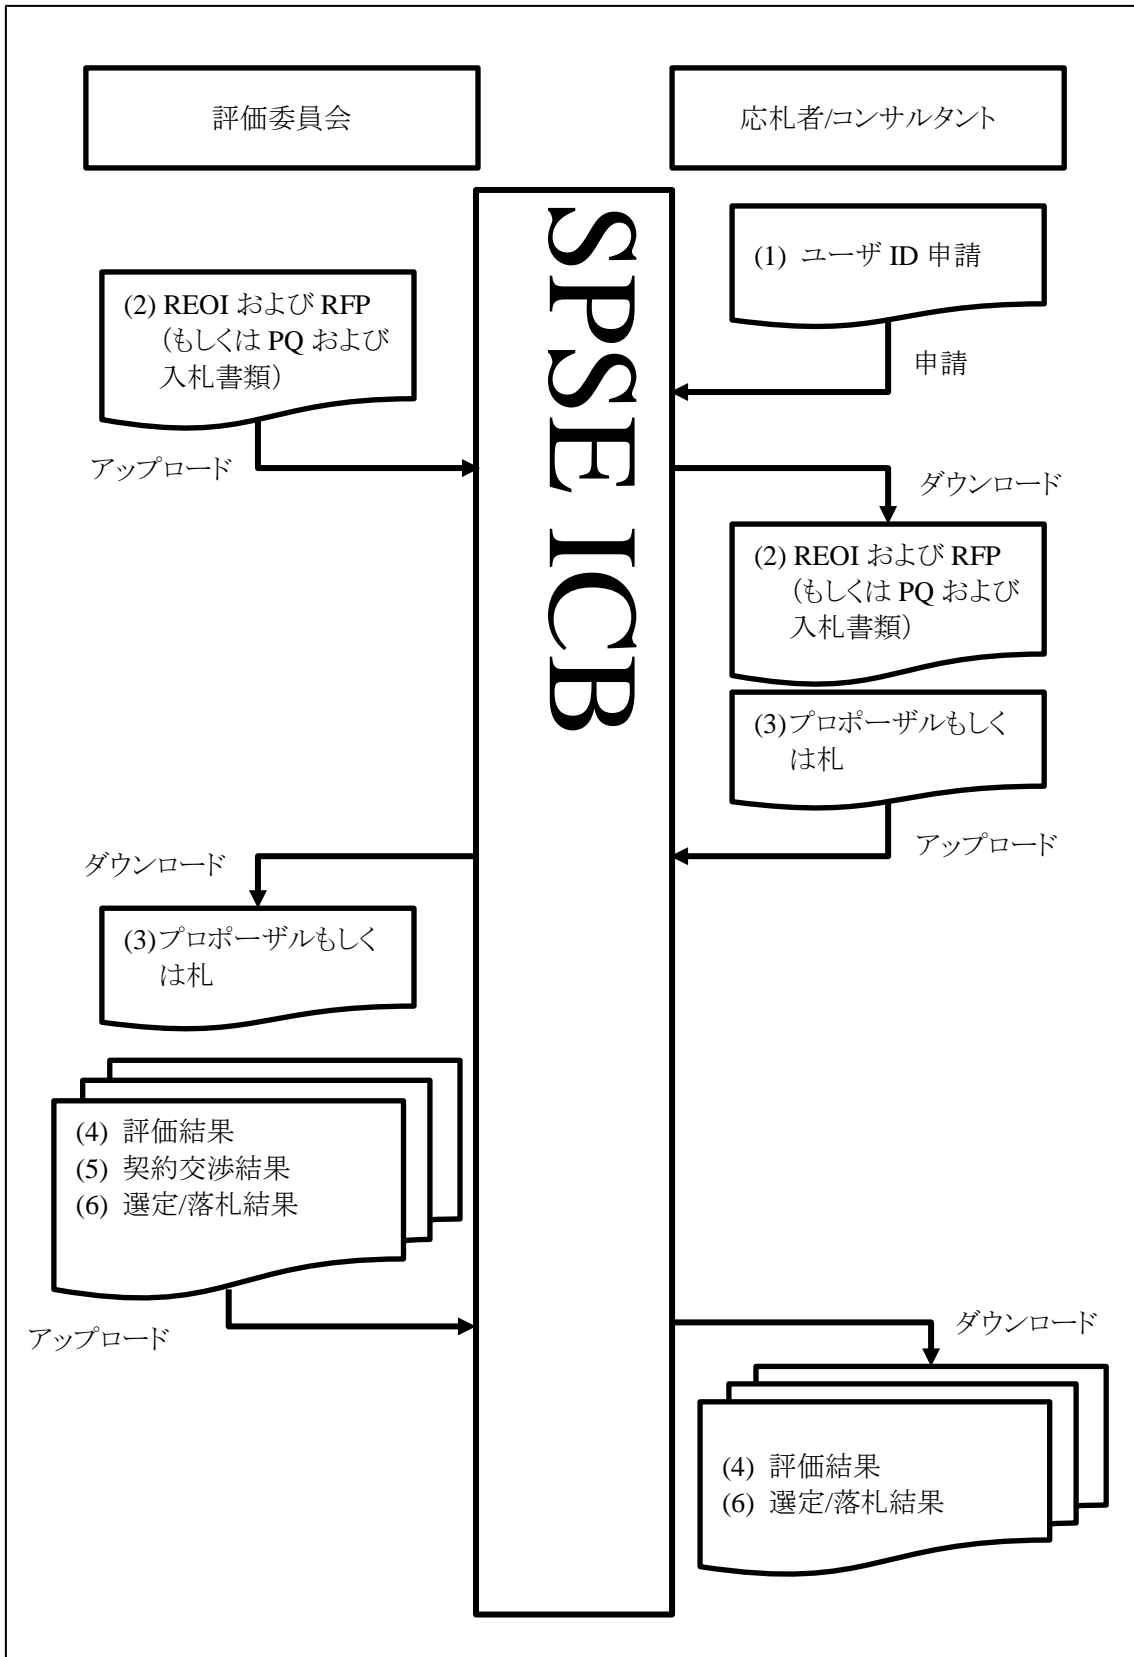 評価委員会
応札者/コンサルタント
SPSE ICB
(1) ユーザ ID 申請
申請
(2) REOI および RFP
(もしくは PQ および
入札書類)
アップロード
ダウンロード
(2) REOI および RFP
(もしくは PQ および
入札書類)
(3)プロポーザルもしく
は札
アップロード
ダウンロード
(3)プロポーザルもしく
は札
(4) 評価結果
(5) 契約交渉結果
(6) 選定/落札結果
アップロード
ダウンロード
(4) 評価結果
(6) 選定/落札結果